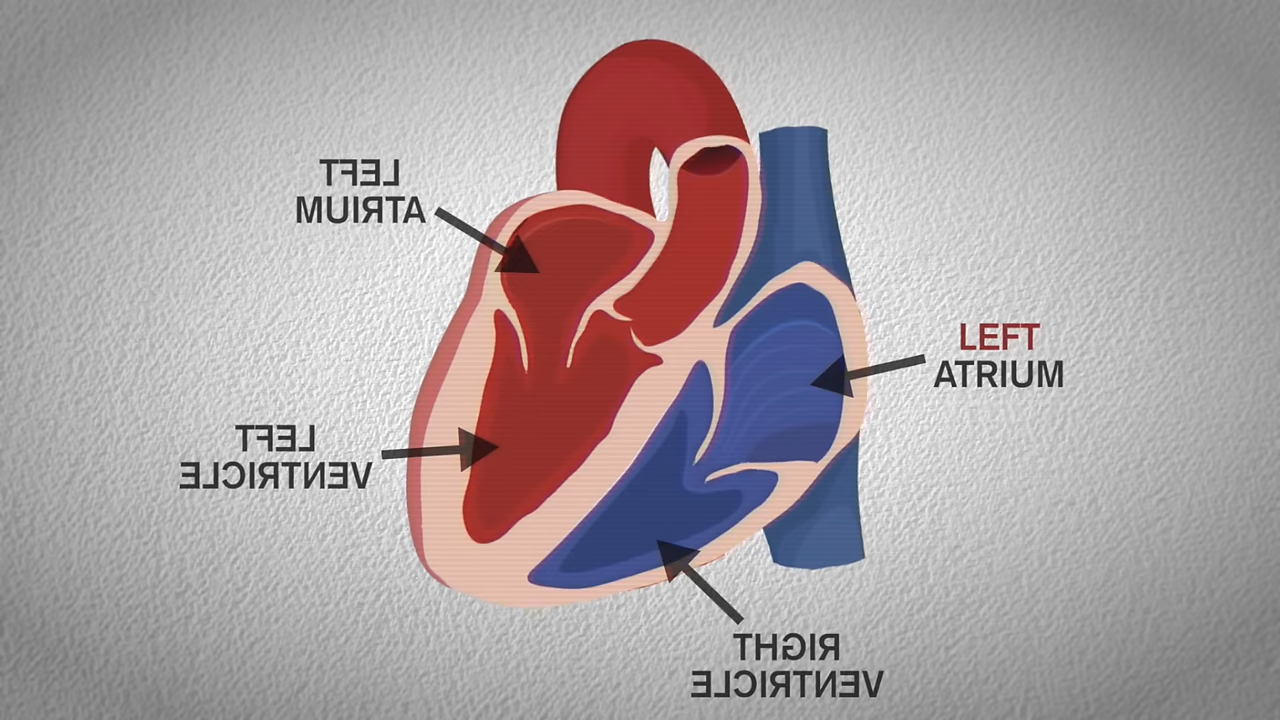 LEFT
ATRIUM
LEFT
ATRIUM
LEFT
VENTRICLE
RIGHT
VENTRICLE